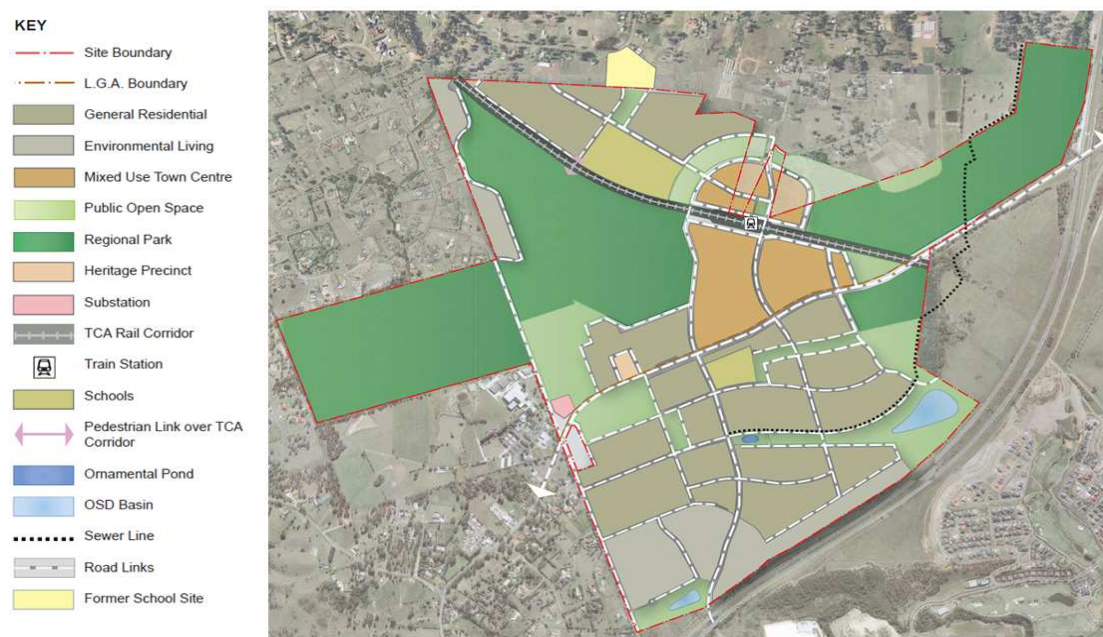 KEY
Site Boundary
L.G.A. Boundary
General Residential
Environmental Living
Mixed Use Town Centre
Public Open Space
Regional Park
Heritage Precinct
Substation
TCA Rail Corridor
Train Station
Schools
Pedestrian Link over TCA
Corridor
Ornamental Pond
OSD Basin
Sewer Line
Road Links
Former School Site